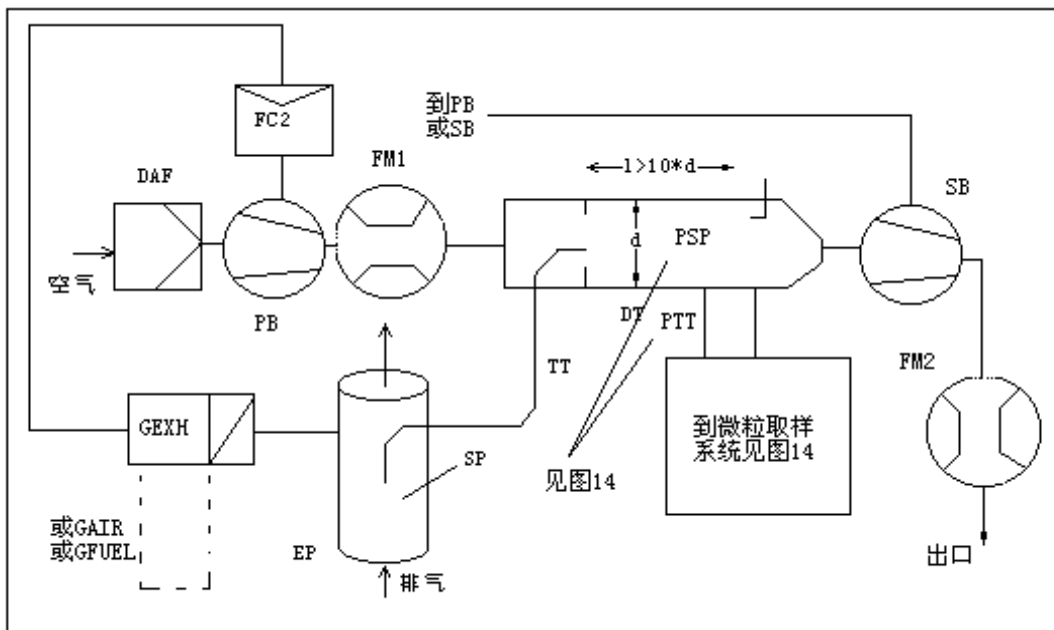 到PB
或SB
FC2
FM1
DAF
l>10*d
SB
d
PSP
空气
PB
DT
PTT
TT
FM2
GEXH
到微粒取样
系统见图14
SP
见图14
或GAIR
或GFUEL
EP
排气
出口